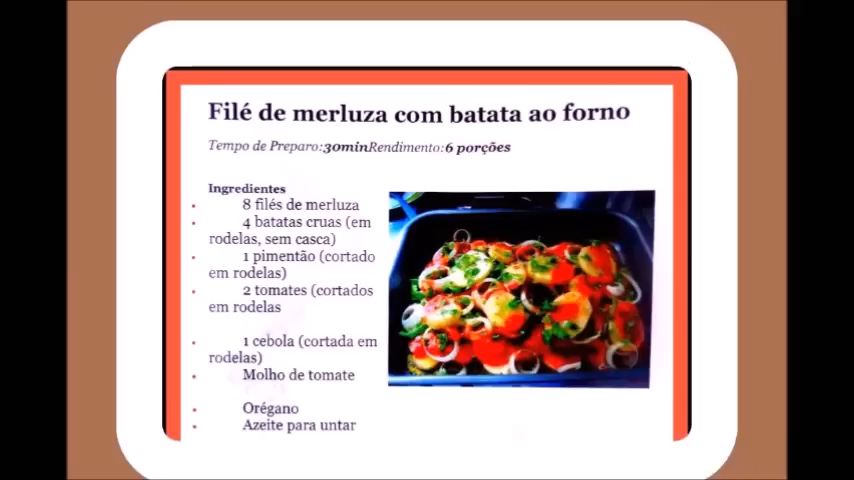 Filé de merluza com batata ao forno
Tempo de Preparo:30minRendimento:6 porções
Ingredientes
8 filés de merluza
4 batatas cruas (em
rodelas, sem casca)
1 pimentão (cortado
em rodelas)
2 tomates (cortados
em rodelas
1 cebola (cortada em
rodelas)
Molho de tomate
Orégano
Azeite para untar